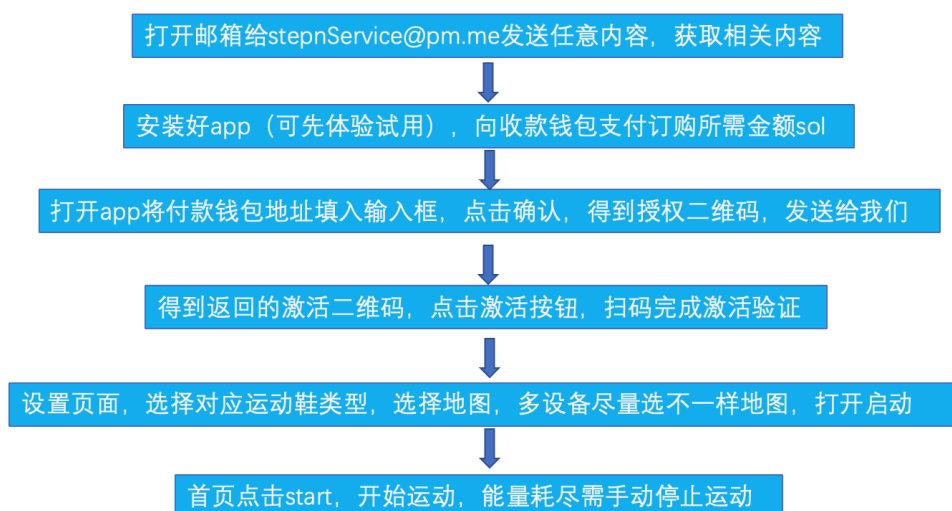 打开邮箱给stepnService@pm.me发送任意内容，获取相关内容
安装好app（可先体验试用），向收款钱包支付订购所需金额sol
打开app将付款钱包地址填入输入框，点击确认，得到授权二维码，发送给我们
得到返回的激活二维码，点击激活按钮，扫码完成激活验证
设置页面，选择对应运动鞋类型，选择地图，多设备尽量选不一样地图，打开启动
首页点击start，开始运动，能量耗尽需手动停止运动